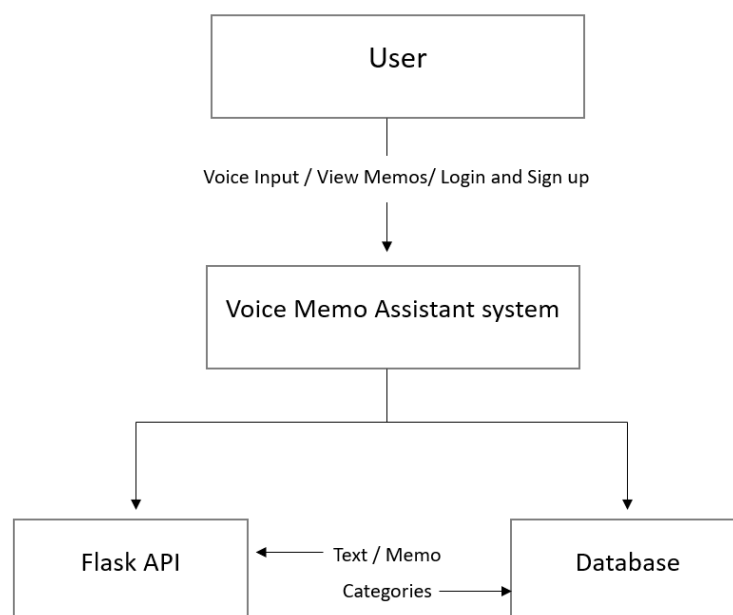 User
Voice Input / View Memos/ Login and Sign up
Voice Memo Assistant system
Flask API
Text / Memo
Categories
Database